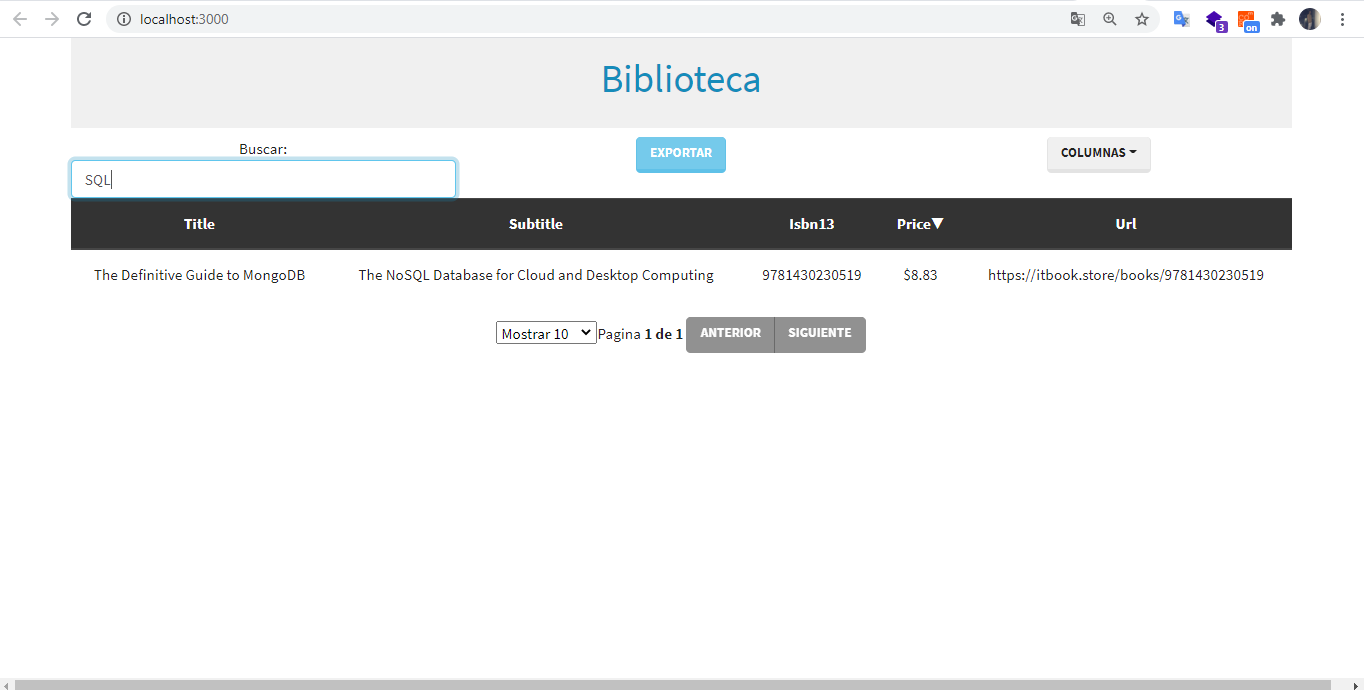 localhost:3000
3
on
Biblioteca
Buscar:
EXPORTAR
COLUMNAS
SQL
Title Subtitle Isbn13 Price▼ Url
The Definitive Guide to MongoDB The NoSQL Database for Cloud and Desktop Computing 9781430230519 $8.83 https://itbook.store/books/9781430230519
Mostrar 10 Pagina 1 de 1 ANTERIOR SIGUIENTE